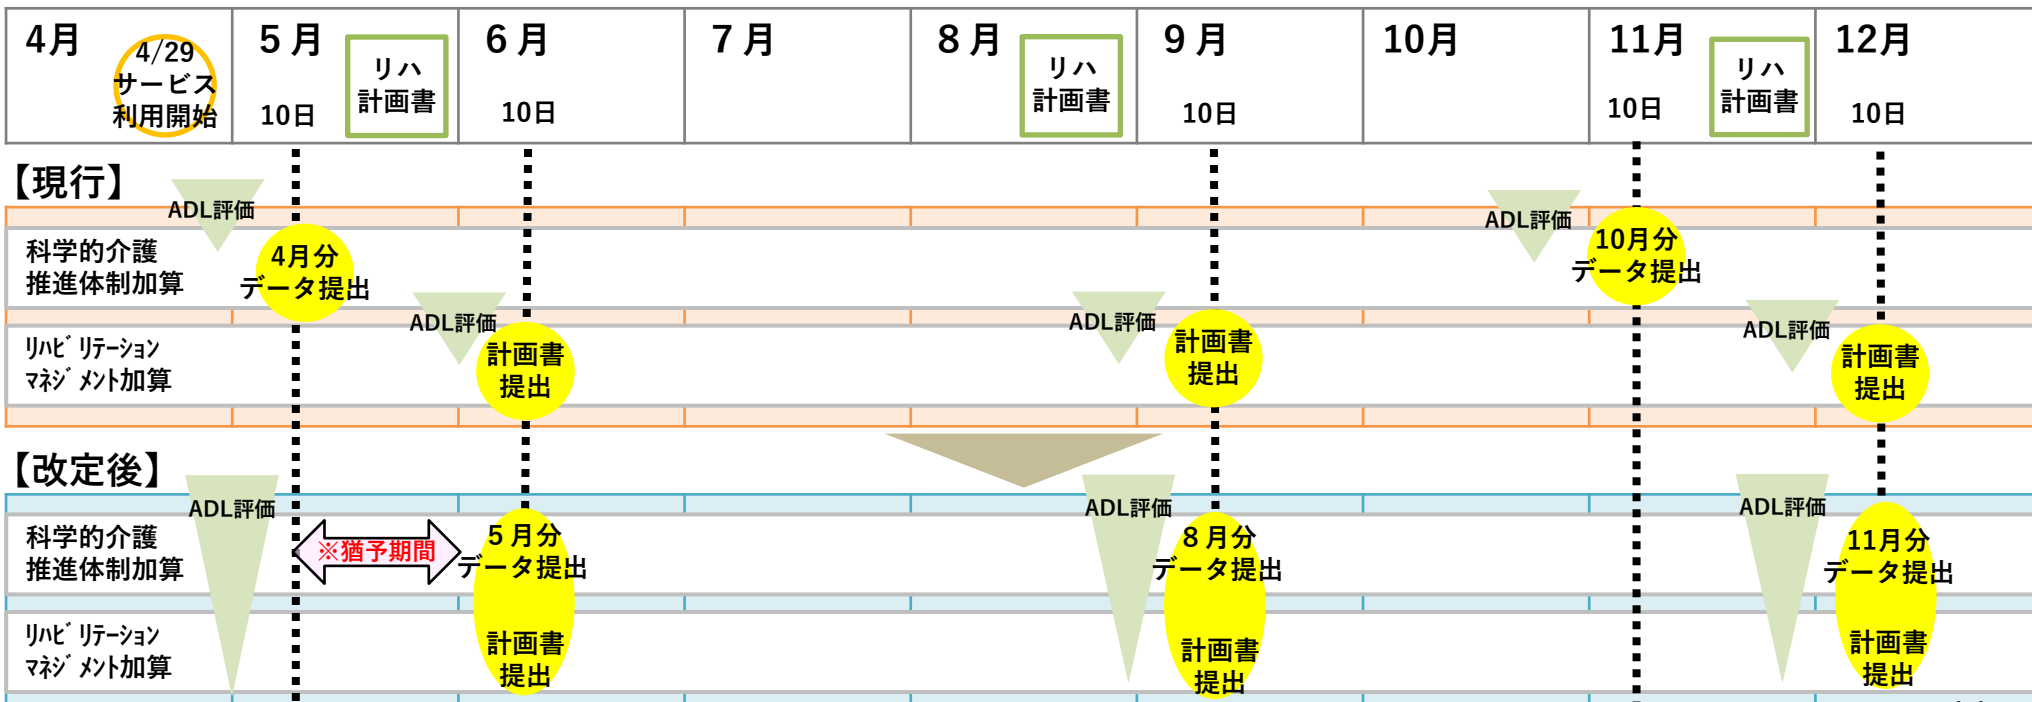 4月
4/29
サービス
利用開始
5月
10日
リハ
計画書
6月
10日
7月
8月
リハ
計画書
9月
10日
10月
11月
10日
リハ
計画書
12月
10日
【現行】
ADL評価
ADL評価
科学的介護
推進体制加算
4月分
データ提出
10月分
データ提出
ADL評価
ADL評価
ADL評価
リハビリテーション
マネジメント加算
計画書
提出
計画書
提出
計画書
提出
【改定後】
ADL評価
ADL評価
ADL評価
科学的介護
推進体制加算
※猶予期間
5月分
データ提出
8月分
データ提出
11月分
データ提出
リハビリテーション
マネジメント加算
計画書
提出
計画書
提出
計画書
提出